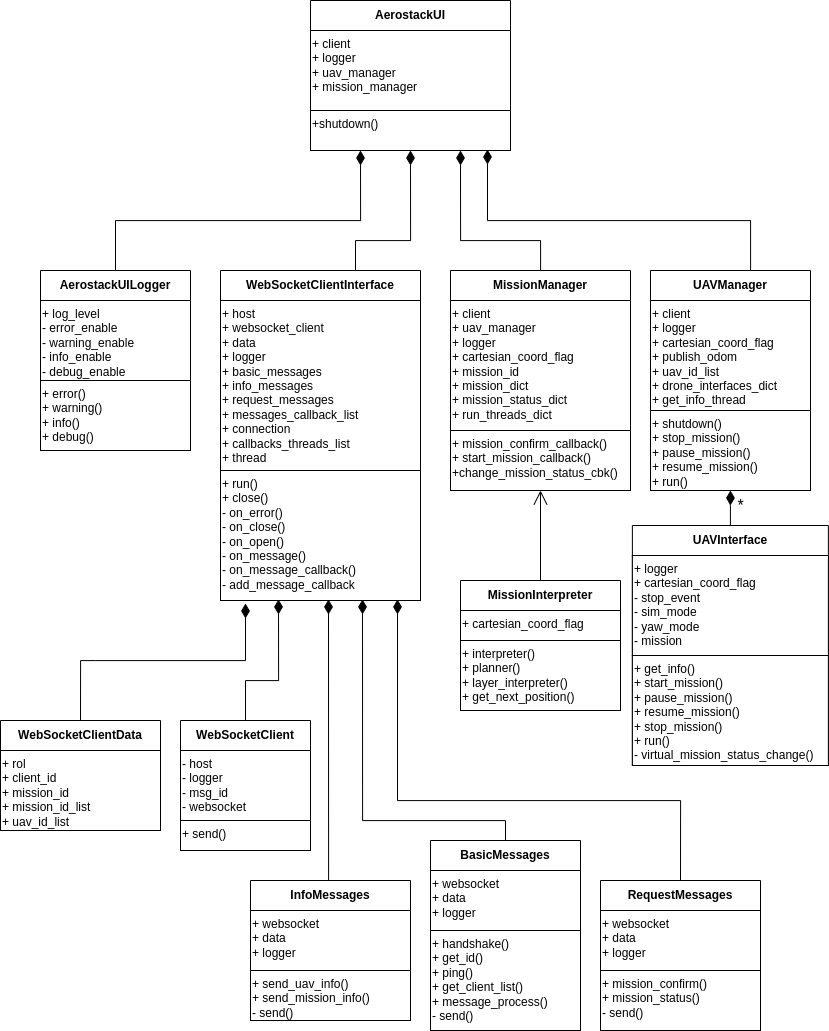 AerostackUI
+ client
+ logger
+ uav_manager
+ mission_manager
+shutdown()
AerostackUILogger
+ log_level
- error_enable
- warning_enable
- info_enable
- debug_enable
+ error()
+ warning()
+ info()
+ debug()
WebSocketClientInterface
+ host
+ websocket_client
+ data
+ logger
+ basic_messages
+ info_messages
+ request_messages
+ messages_callback_list
+ connection
+ callbacks_threads_list
+ thread
+ run()
+ close()
- on_error()
- on_close()
- on_open()
- on_message()
- on_message_callback()
- add_message_callback
MissionManager
+ client
+ uav_manager
+ logger
+ cartesian_coord_flag
+ mission_id
+ mission_dict
+ mission_status_dict
+ run_threads_dict
+ mission_confirm_callback()
+ start_mission_callback()
+change_mission_status_cbk()
UAVManager
+ client
+ logger
+ cartesian_coord_flag
+ publish_odom
+ uav_id_list
+ drone_interfaces_dict
+ get_info_thread
+ shutdown()
+ stop_mission()
+ pause_mission()
+ resume_mission()
+ run()
*
UAVInterface
+ logger
+ cartesian_coord_flag
- stop_event
- sim_mode
- yaw_mode
- mission
+ get_info()
+ start_mission()
+ pause_mission()
+ resume_mission()
+ stop_mission()
+ run()
- virtual_mission_status_change()
MissionInterpreter
+ cartesian_coord_flag
+ interpreter()
+ planner()
+ layer_interpreter()
+ get_next_position()
WebSocketClientData
+ rol
+ client_id
+ mission_id
+ mission_id_list
+ uav_id_list
WebSocketClient
- host
- logger
- msg_id
- websocket
+ send()
InfoMessages
+ websocket
+ data
+ logger
+ send_uav_info()
+ send_mission_info()
- send()
BasicMessages
+ websocket
+ data
+ logger
+ handshake()
+ get_id()
+ ping()
+ get_client_list()
+ message_process()
- send()
RequestMessages
+ websocket
+ data
+ logger
+ mission_confirm()
+ mission_status()
- send()